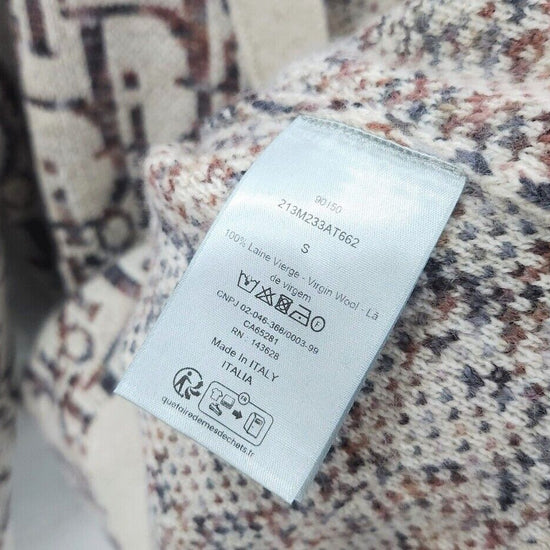 90150
213M233AT662
S
100% Laine Vierge - Virgin Wool - Lã
de virgem
CNPJ 02-046-366/0003-99
CA65281
RN : 143628
Made in ITALY
ITALIA
FR
quefairedemesdechets.fr